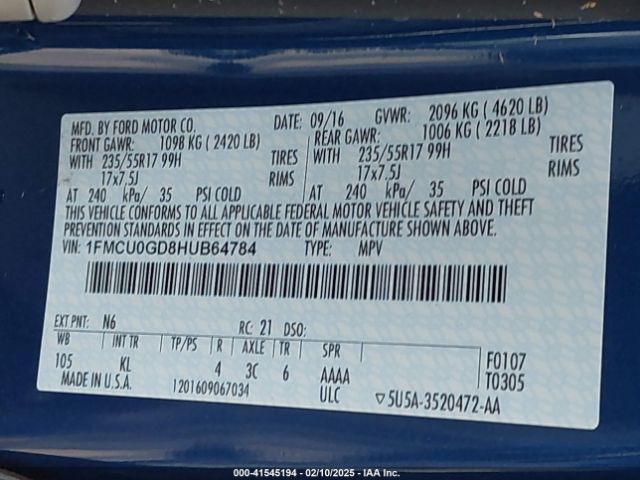 MFD. BY FORD MOTOR CO. DATE: 09/16 GVWR: 2096 KG ( 4620 LB)
FRONT GAWR: 1098 KG ( 2420 LB) REAR GAWR: 1006 KG ( 2218 LB)
WITH 235/55R17 99H TIRES WITH 235/55R17 99H TIRES
17x7.5J RIMS 17x7.5J RIMS
AT 240 kPa/ 35 PSI COLD AT 240 kPa/ 35 PSI COLD
THIS VEHICLE CONFORMS TO ALL APPLICABLE FEDERAL MOTOR VEHICLE SAFETY AND THEFT
PREVENTION STANDARDS IN EFFECT ON THE DATE OF MANUFACTURE SHOWN ABOVE.
VIN: 1FMCU0GD8HUB64784 TYPE: MPV
EXT PNT: N6 RC: 21 DSO:
WB INT TR TP/PS R AXLE TR SPR F0107
105 KL 4 3C 6 AAAA T0305
MADE IN U.S.A. 1201609067034 ULC ▽5U5A-3520472-AA
000-41545194 - 02/10/2025 - IAA Inc.